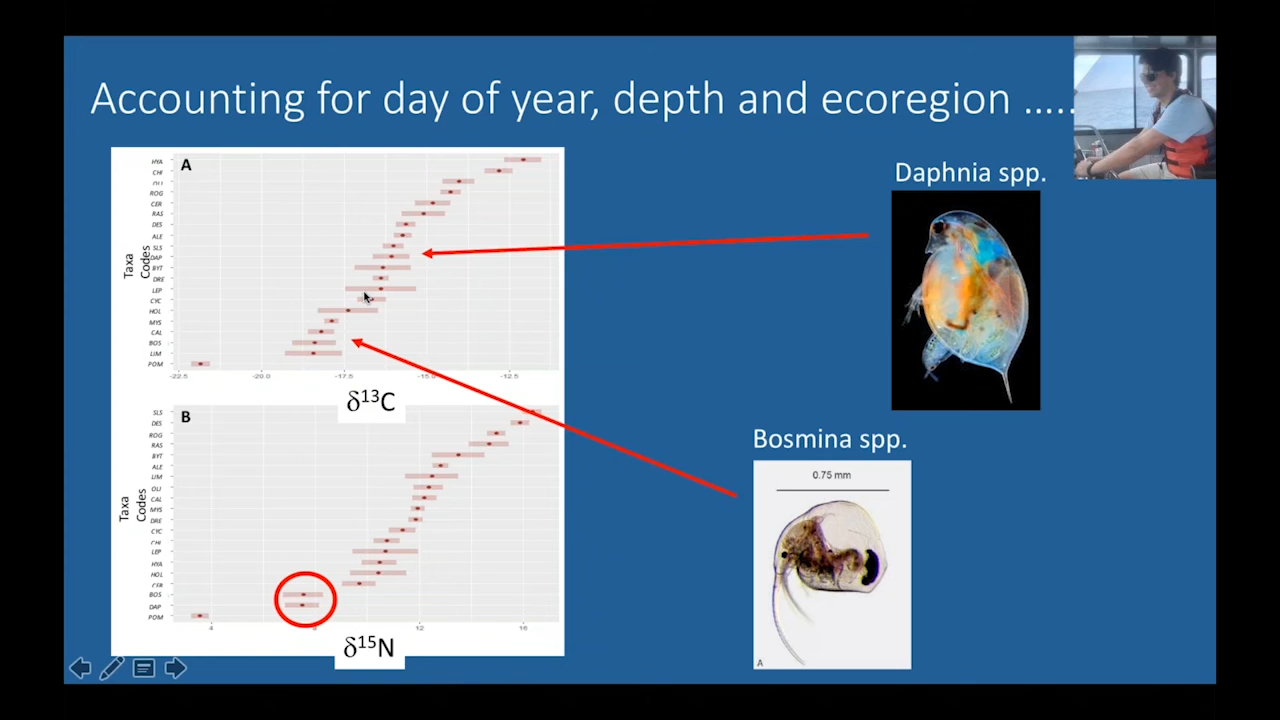 Accounting for day of year, depth and ecoregion .....
A
Taxa
Codes
HYA
CHI
OLI
ROG
CER
RAS
DES
ALE
SLS
DAP
BYT
DRE
LEP
CYC
HOL
MYS
CAL
BOS
LIM
POM
-22.5 -20.0 -17.5 -15.0 -12.5
δ13C
B
Taxa
Codes
SLS
DES
ROG
RAS
BYT
ALE
LIM
OLI
CAL
MYS
DRE
CYC
CHI
LEP
HYA
HOL
CER
BOS
DAP
POM
4 8 12 16
δ15N
Daphnia spp.
Bosmina spp.
0.75 mm
A